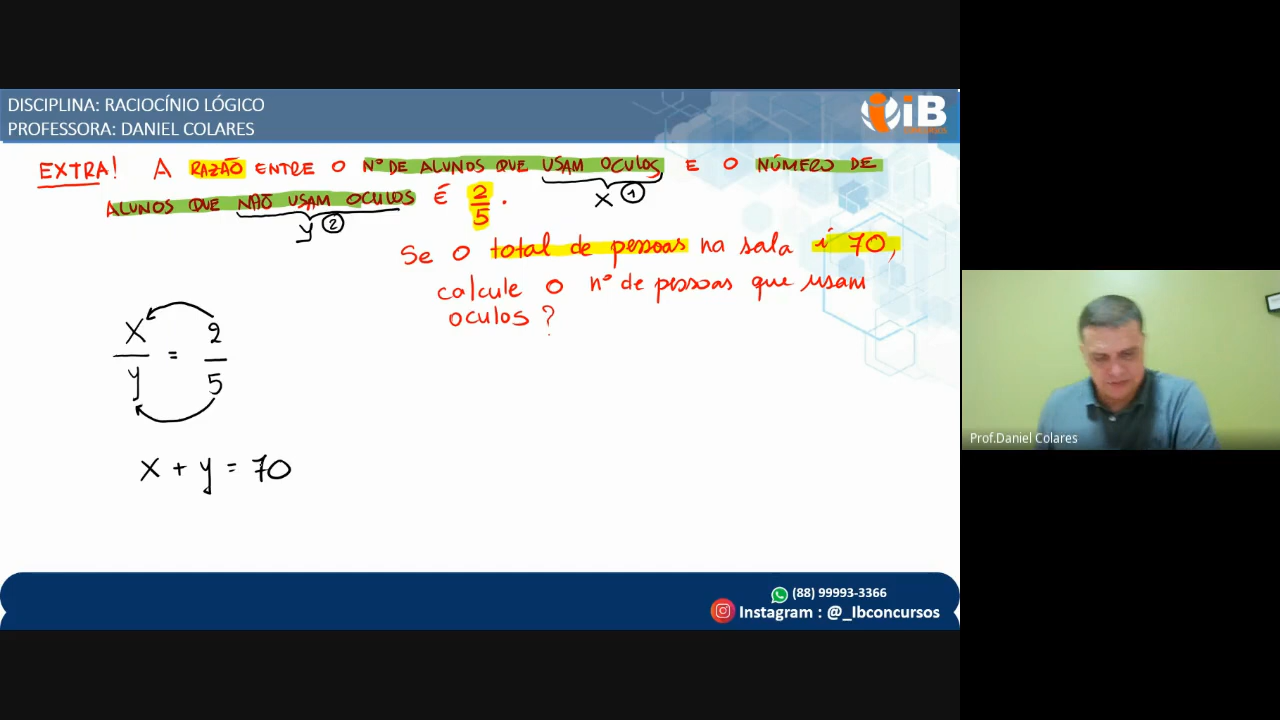 DISCIPLINA: RACIOCÍNIO LÓGICO
PROFESSORA: DANIEL COLARES
iB
EXTRA! A RAZÃO ENTRE O Nº DE ALUNOS QUE USAM OCULOS E O NÚMERO DE
ALUNOS QUE NÃO USAM OCULOS É 2/5.
X 1
y 2
Se o total de pessoas na sala é 70,
calcule o nº de pessoas que usam
oculos?
X/y = 2/5
X + y = 70
Prof.Daniel Colares
(88) 99993-3366
Instagram : @_Ibconcursos